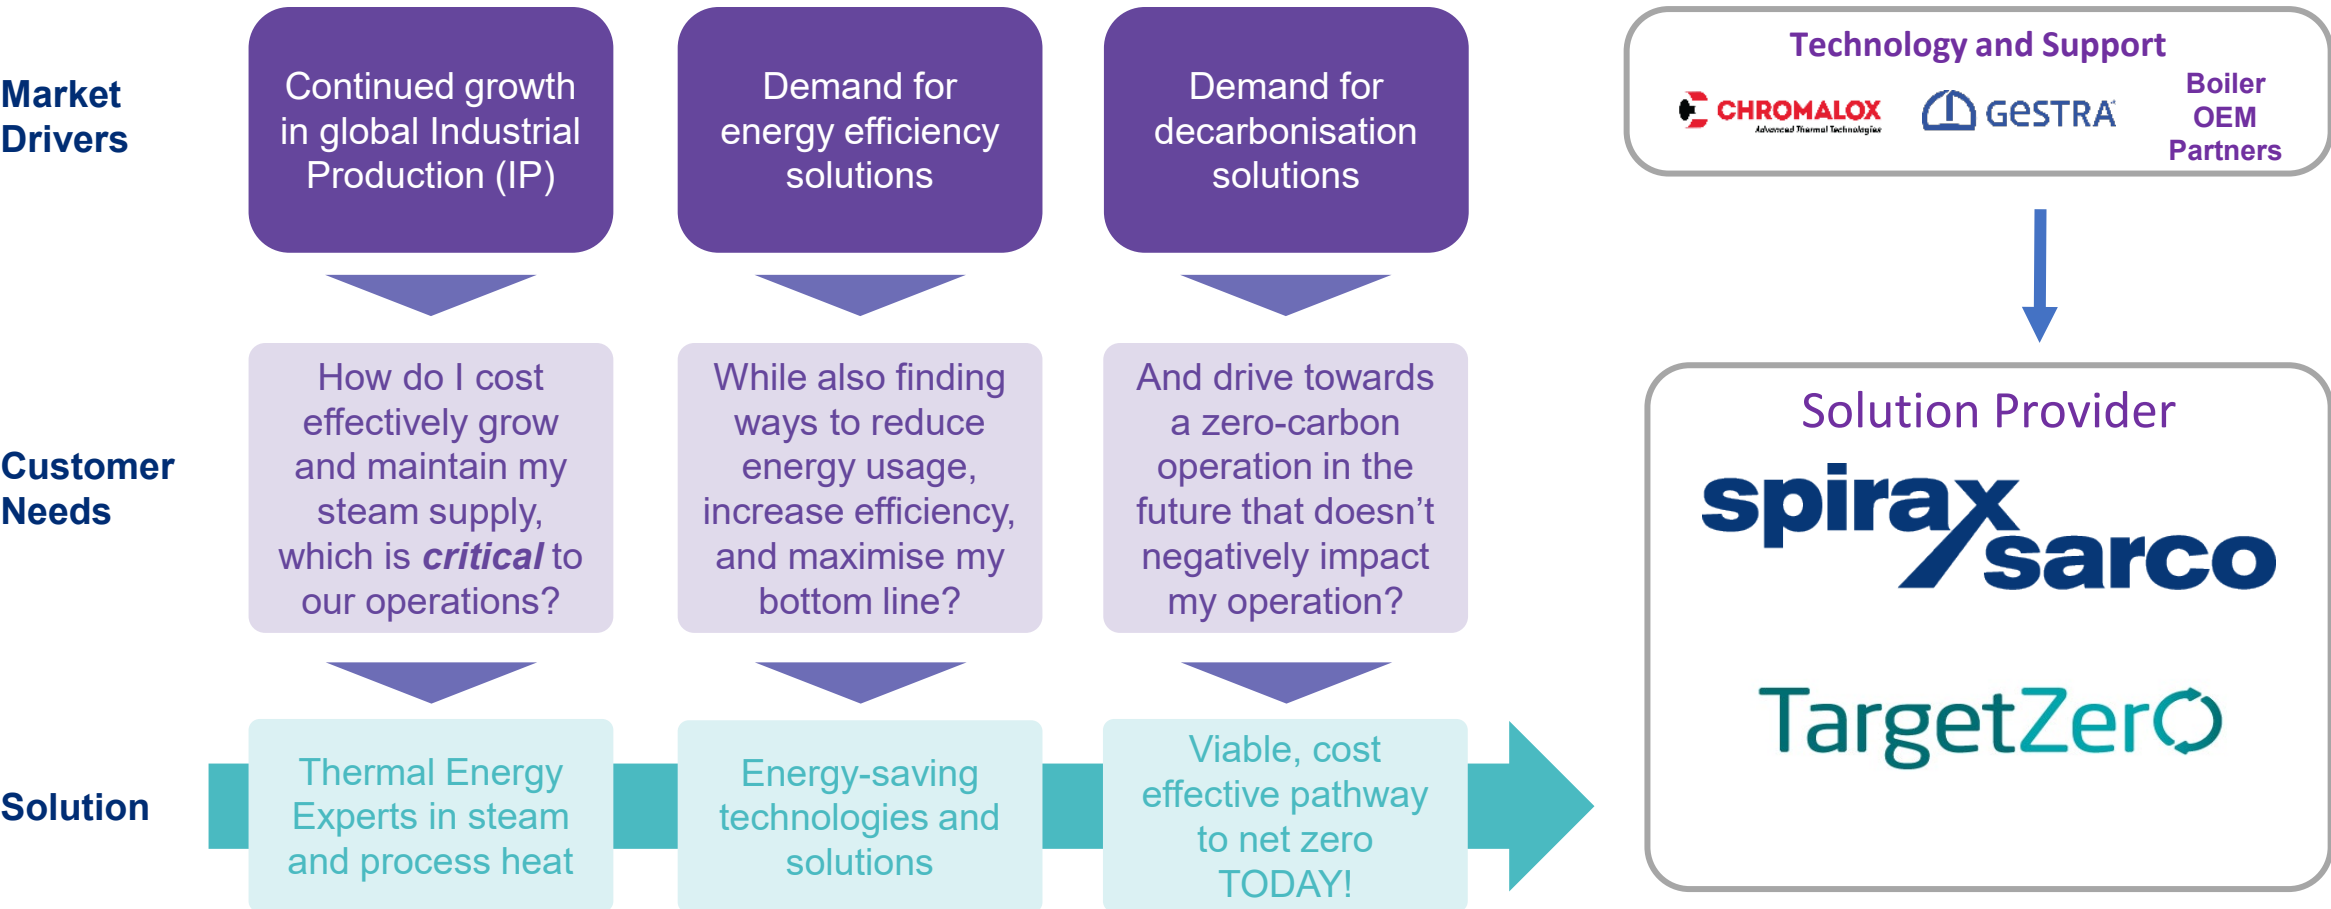 Market
Drivers
Continued growth
in global Industrial
Production (IP)
Demand for
energy efficiency
solutions
Demand for
decarbonisation
solutions
Technology and Support
CHROMALOX
Advanced Thermal Technologies
GESTRA
Boiler
OEM
Partners
Customer
Needs
How do I cost
effectively grow
and maintain my
steam supply,
which is critical to
our operations?
While also finding
ways to reduce
energy usage,
increase efficiency,
and maximise my
bottom line?
And drive towards
a zero-carbon
operation in the
future that doesn’t
negatively impact
my operation?
Solution Provider
spirax
sarco
TargetZero
Solution
Thermal Energy
Experts in steam
and process heat
Energy-saving
technologies and
solutions
Viable, cost
effective pathway
to net zero
TODAY!